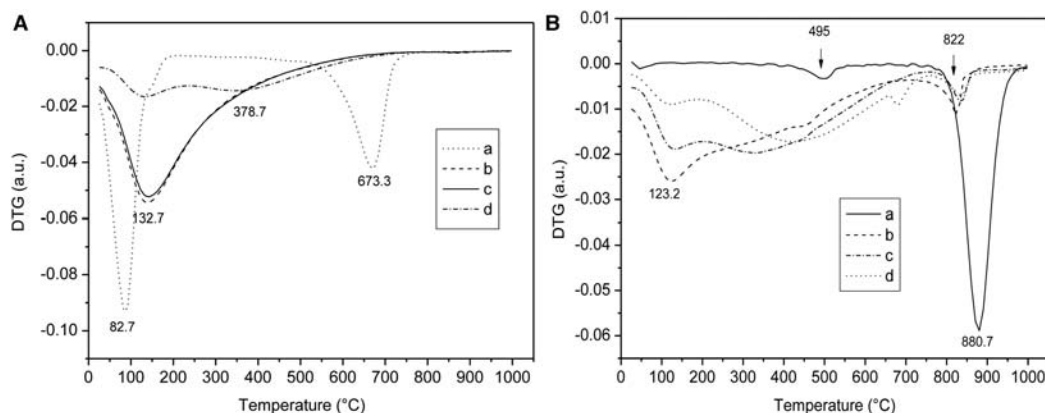 A
0.00
-0.02
-0.04
-0.06
-0.08
-0.10
DTG (a.u.)
378.7
132.7
673.3
82.7
a
b
c
d
0 100 200 300 400 500 600 700 800 900 1000
Temperature (°C)
B
0.01
0.00
-0.01
-0.02
-0.03
-0.04
-0.05
-0.06
DTG (a.u.)
495
822
123.2
880.7
a
b
c
d
0 100 200 300 400 500 600 700 800 900 1000
Temperature (°C)